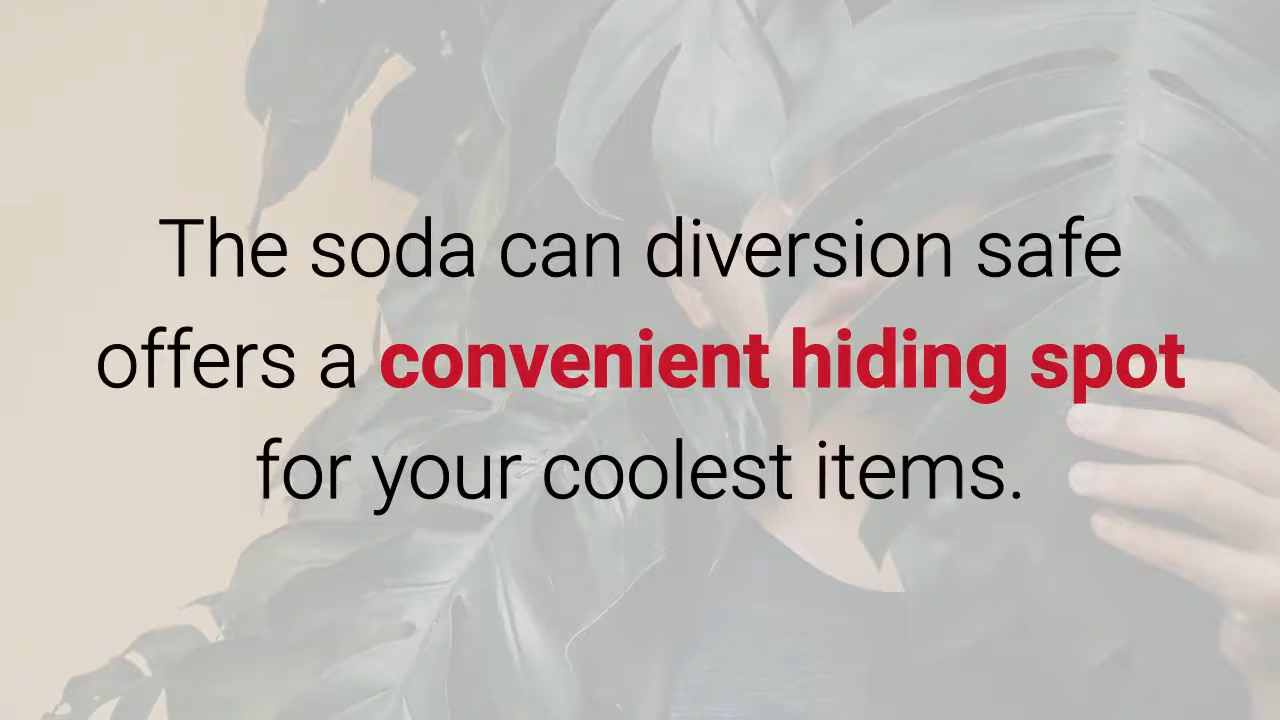 The soda can diversion safe
offers a convenient hiding spot
for your coolest items.